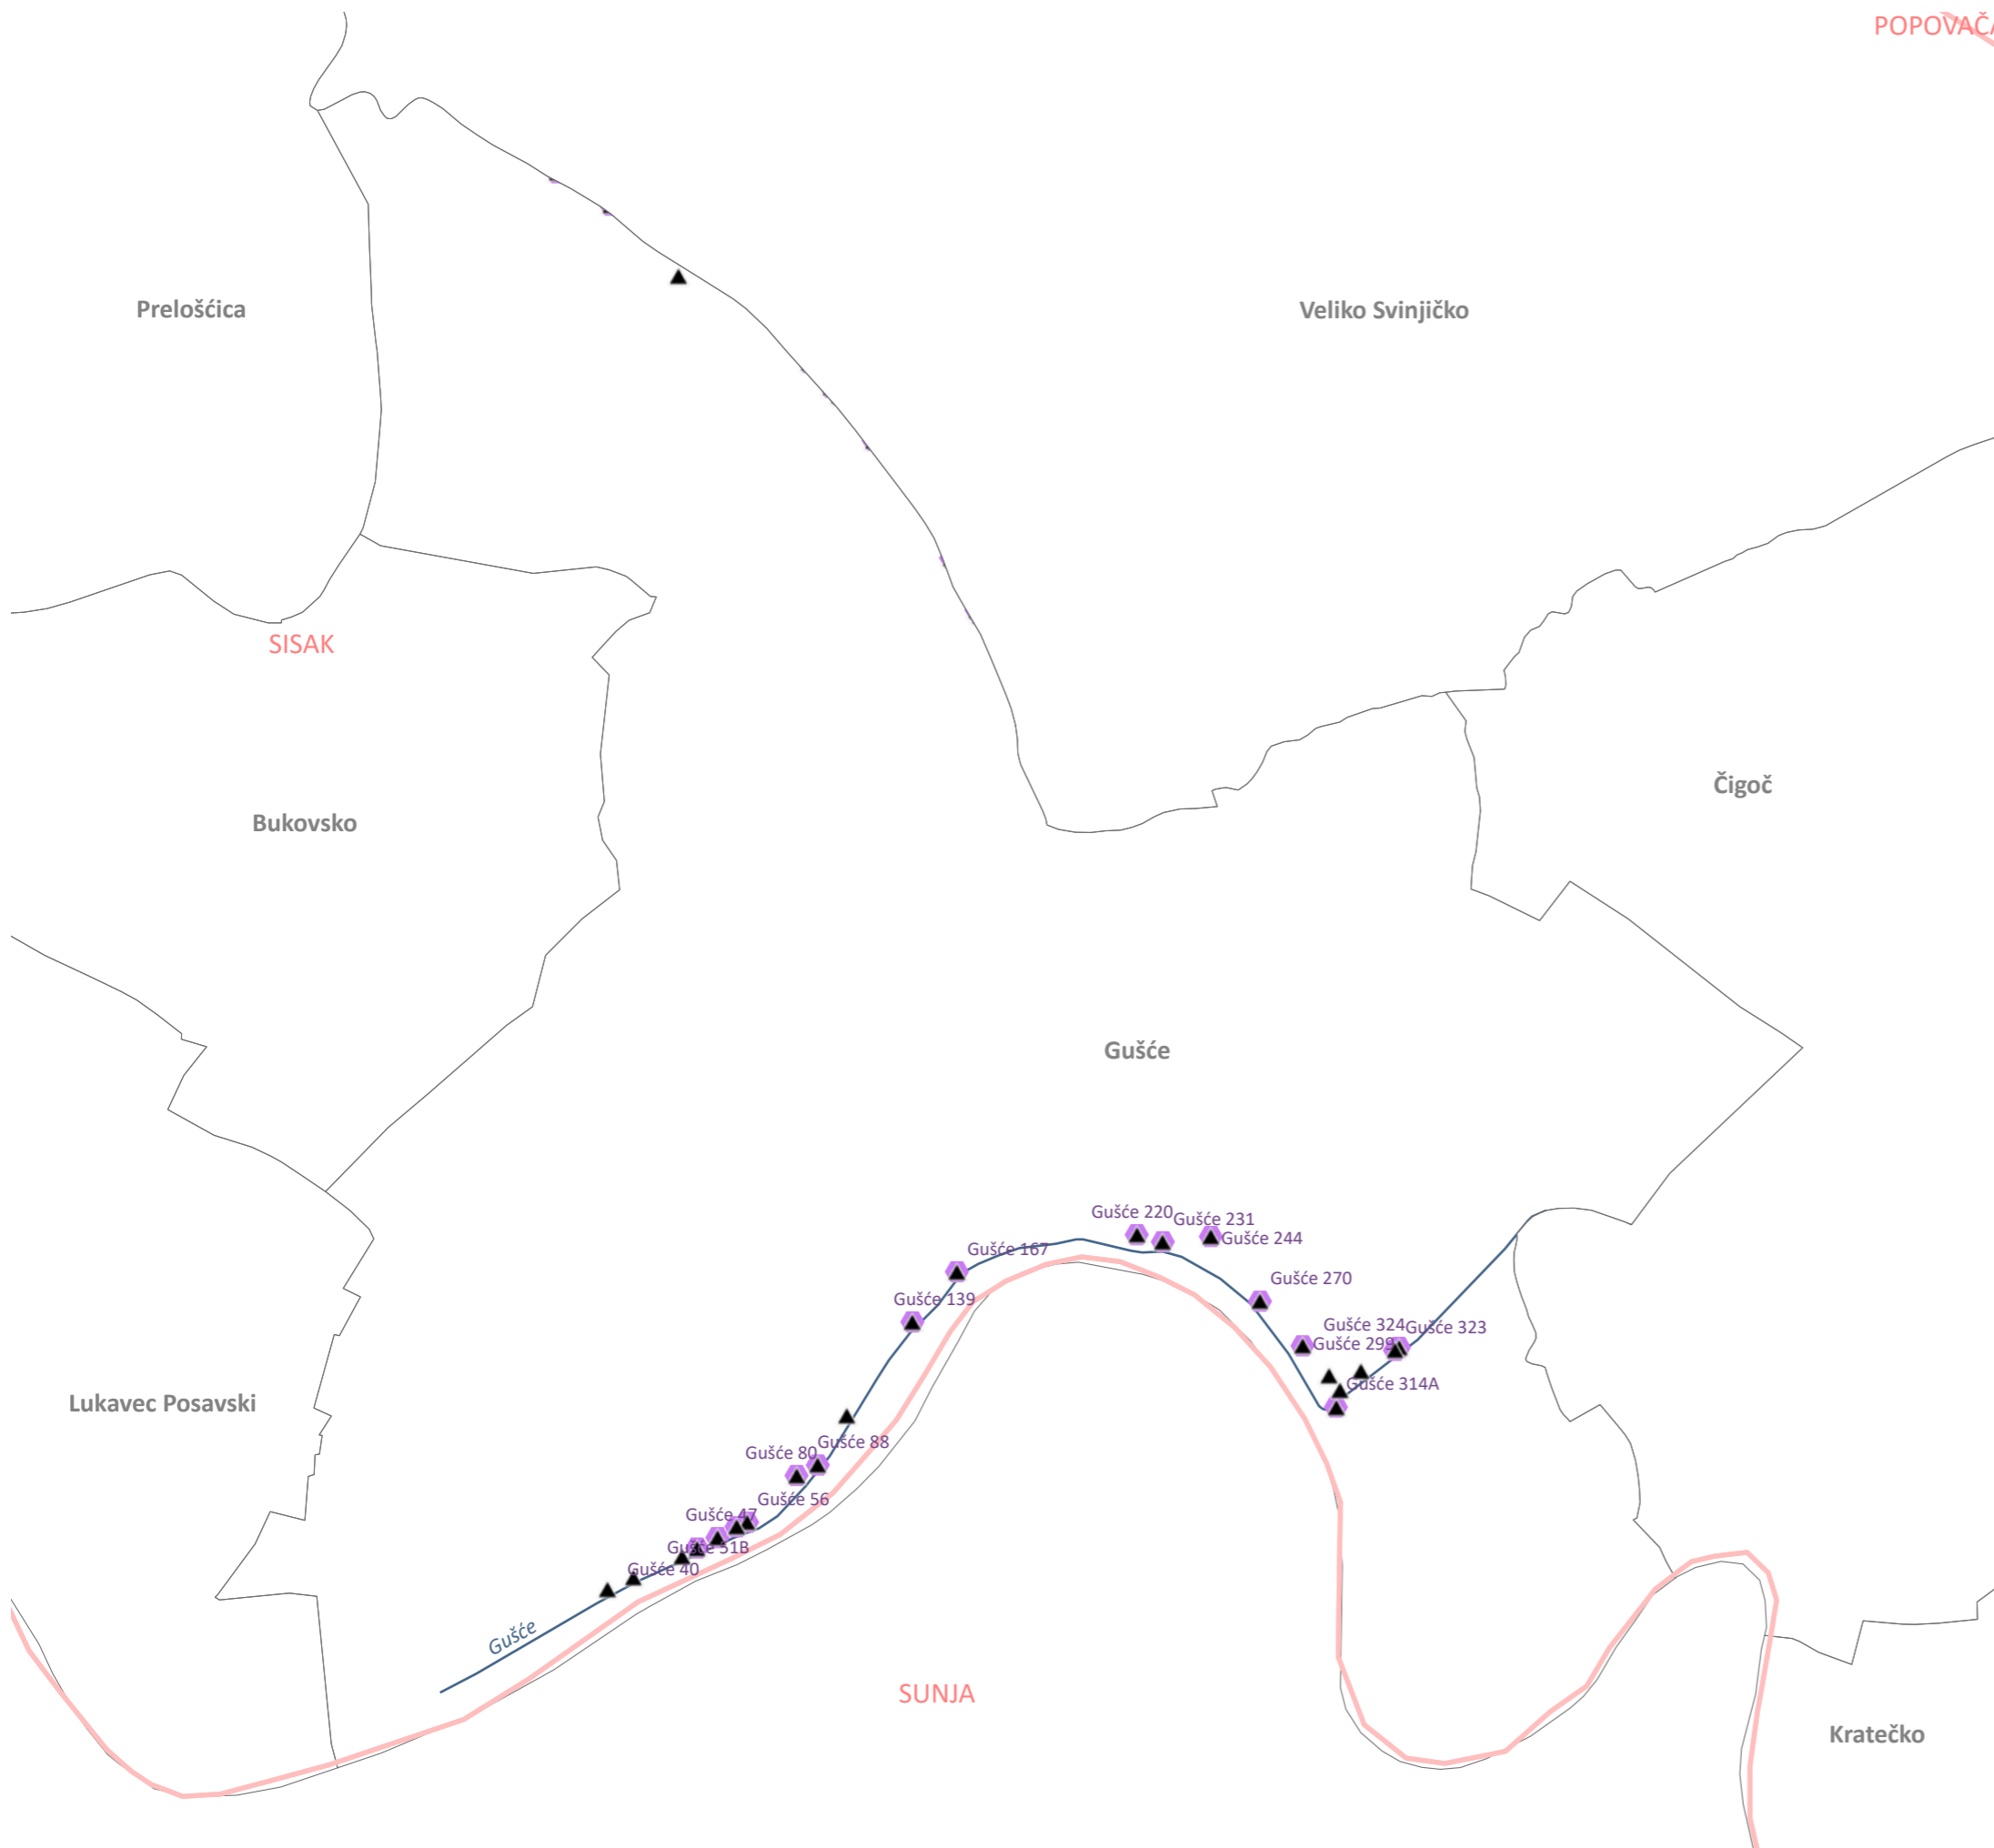 POPOVAČA
Prelošćica
Veliko Svinjičko
SISAK
Čigoč
Bukovsko
Gušće
Gušće 220
Gušće 231
Gušće 244
Gušće 167
Gušće 270
Gušće 139
Gušće 324
Gušće 323
Gušće 299
Gušće 314A
Lukavec Posavski
Gušće 88
Gušće 80
Gušće 56
Gušće 47
Gušće 51B
Gušće 40
Gušće
SUNJA
Kratečko